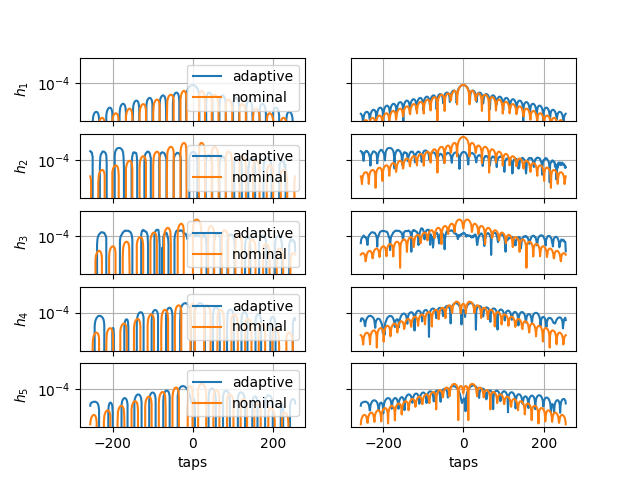 h₁ 10⁻⁴ adaptive
nominal
h₂ 10⁻⁴ adaptive
nominal
h₃ 10⁻⁴ adaptive
nominal
h₄ 10⁻⁴ adaptive
nominal
h₅ 10⁻⁴ adaptive
nominal
−200 0 200 −200 0 200
taps taps